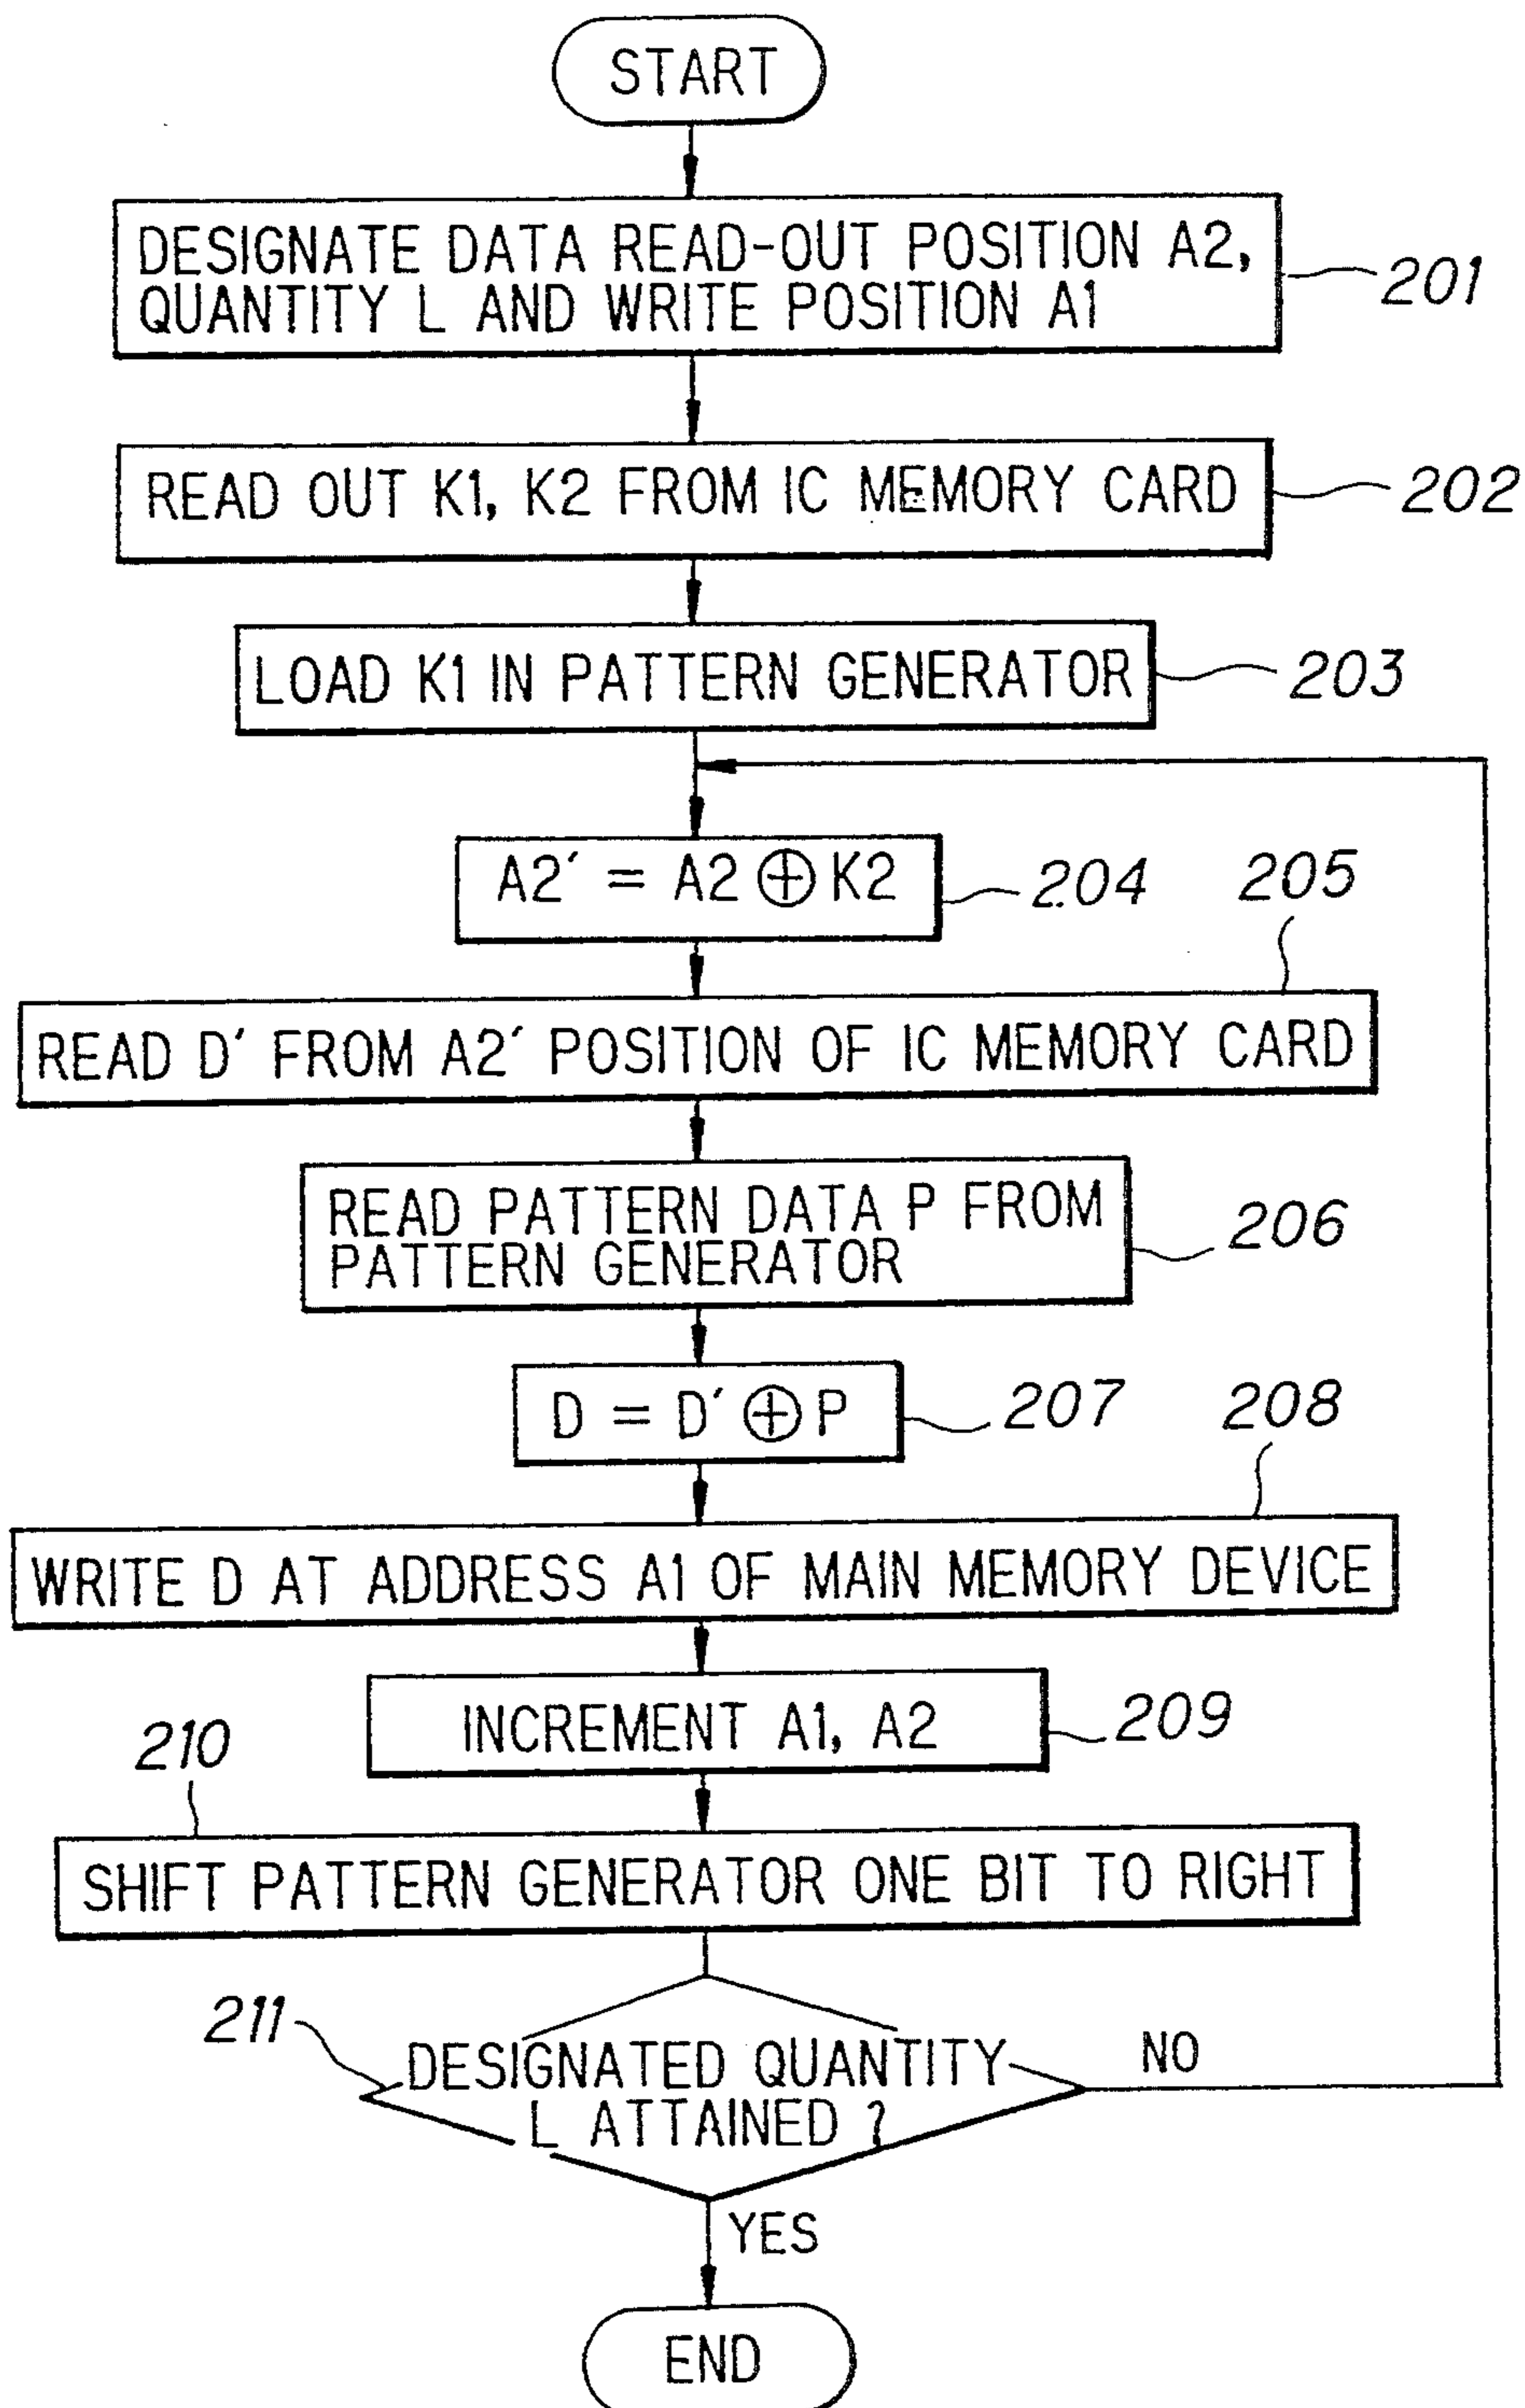 START
DESIGNATE DATA READ-OUT POSITION A2,
QUANTITY L AND WRITE POSITION A1
201
READ OUT K1, K2 FROM IC MEMORY CARD
202
LOAD K1 IN PATTERN GENERATOR
203
A2′ = A2 ⊕ K2
204
205
READ D′ FROM A2′ POSITION OF IC MEMORY CARD
READ PATTERN DATA P FROM
PATTERN GENERATOR
206
D = D′ ⊕ P
207
208
WRITE D AT ADDRESS A1 OF MAIN MEMORY DEVICE
INCREMENT A1, A2
209
210
SHIFT PATTERN GENERATOR ONE BIT TO RIGHT
211
DESIGNATED QUANTITY
L ATTAINED ?
NO
YES
END